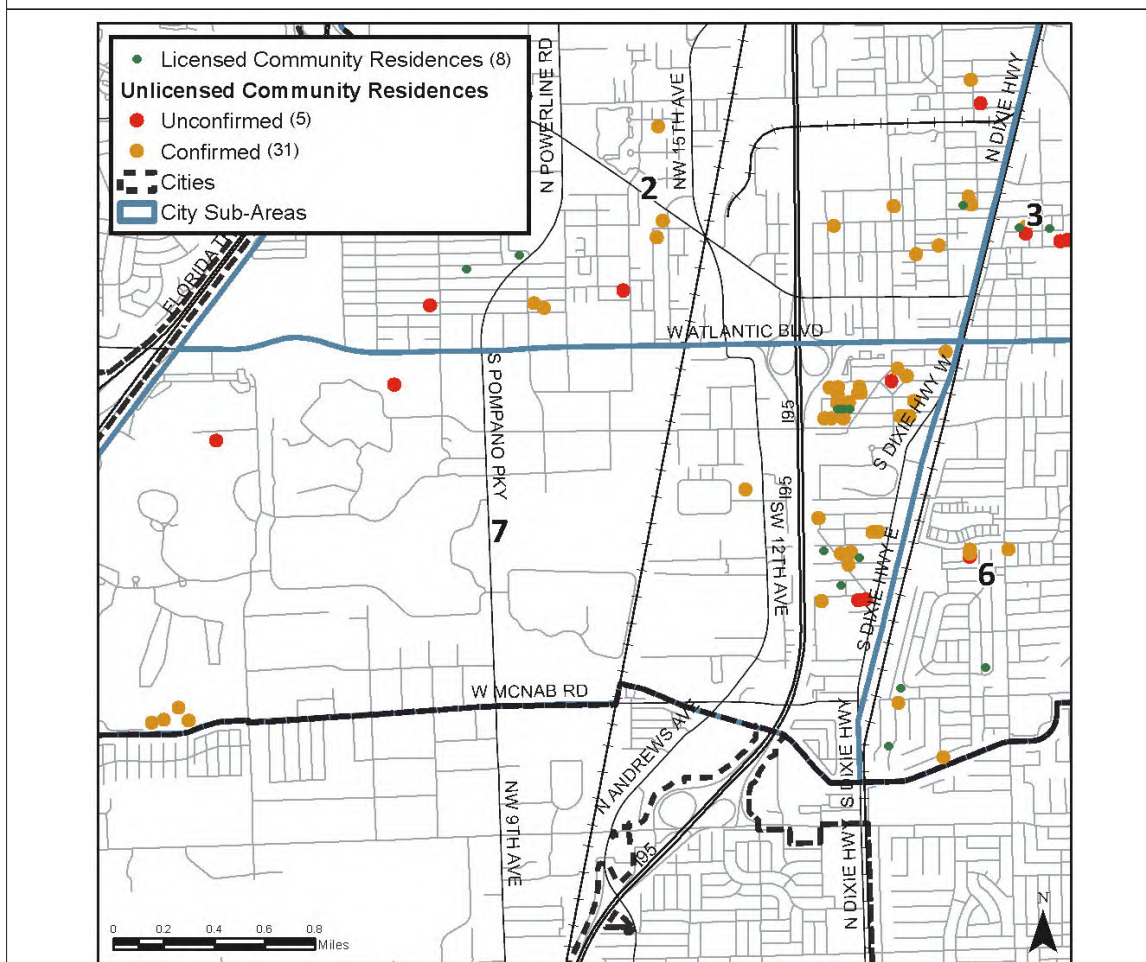 Licensed Community Residences (8)
Unlicensed Community Residences
Unconfirmed (5)
Confirmed (31)
Cities
City Sub-Areas
N POWERLINE RD
NW 15TH AVE
N DIXIE HWY
2
3
W ATLANTIC BLVD
S POMPANO PKY
I95
S DIXIE HWY W
I95
SW 12TH AVE
7
S DIXIE HWY E
6
W MCNAB RD
N ANDREWS AVE
S DIXIE HWY
NW 9TH AVE
I95
N DIXIE HWY
0 0.2 0.4 0.6 0.8
Miles
N